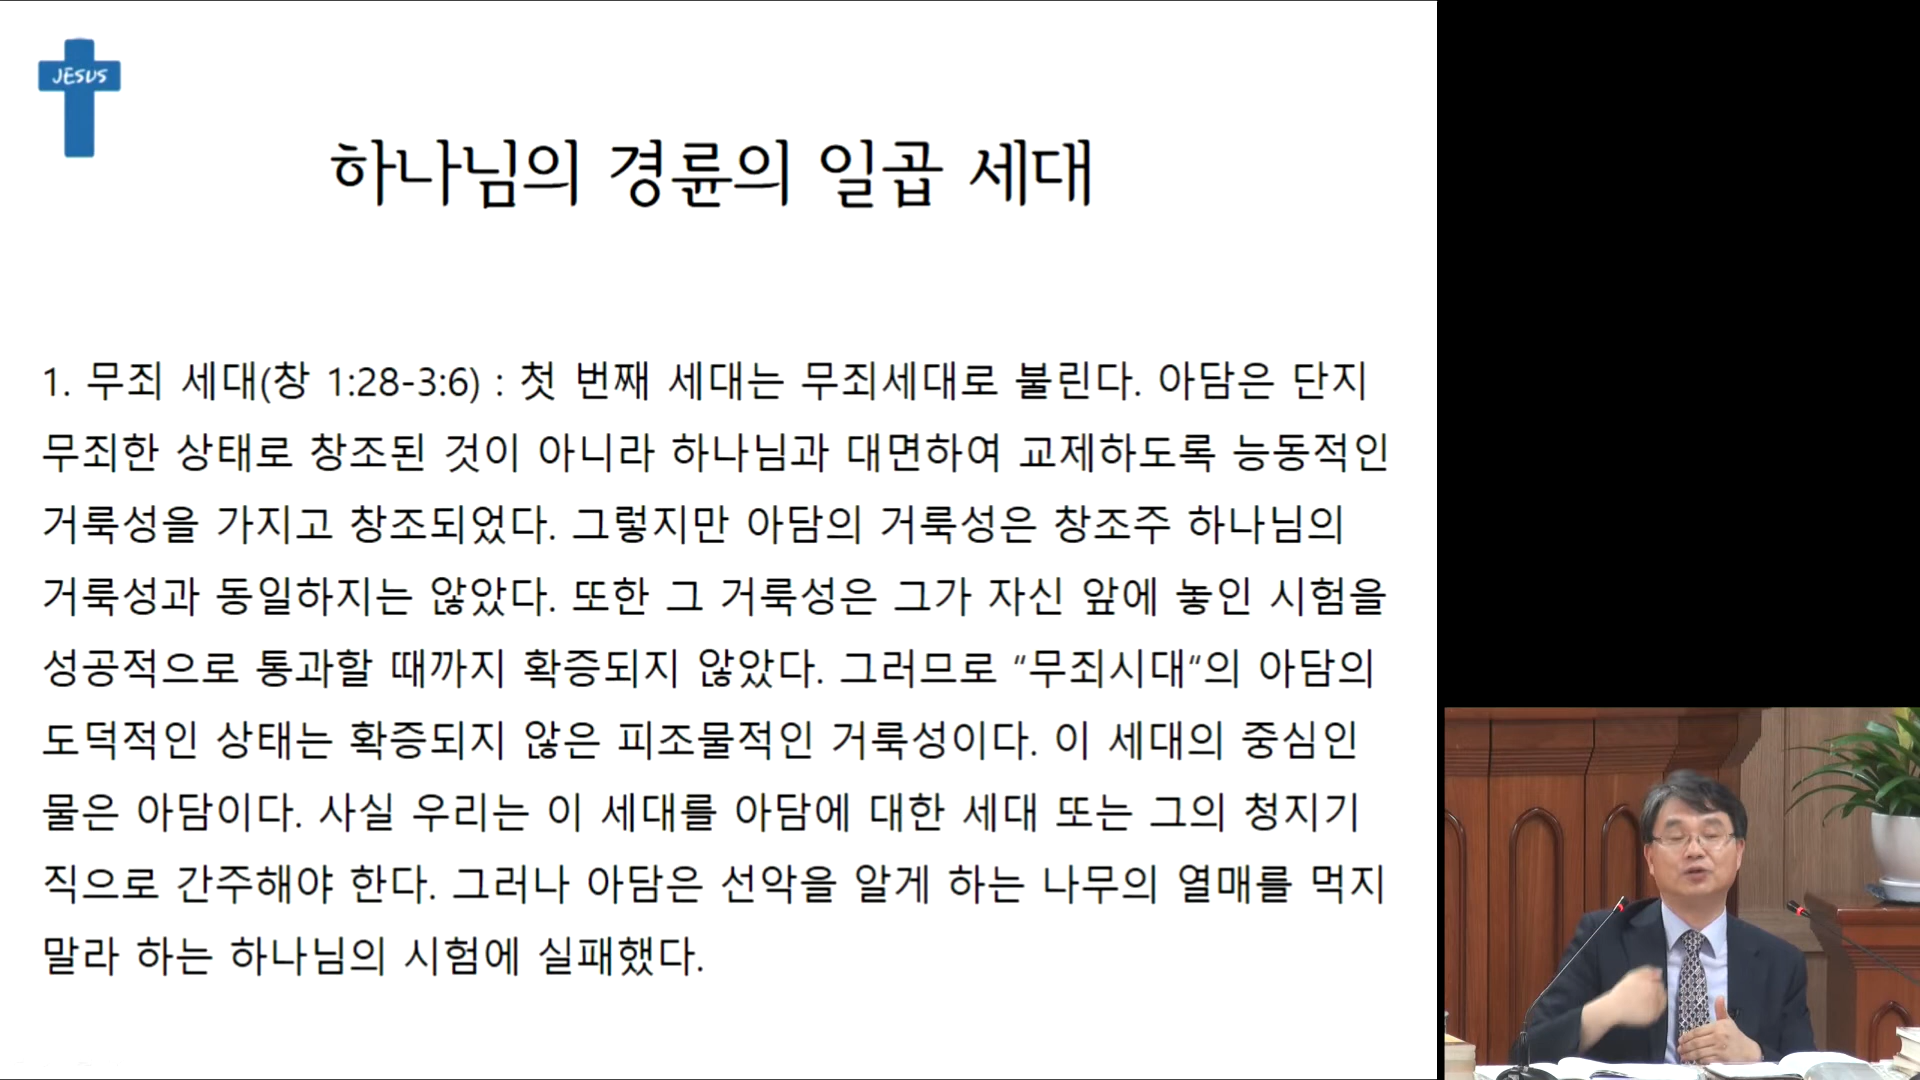 JESUS
하나님의 경륜의 일곱 세대
1. 무죄 세대(창 1:28-3:6) : 첫 번째 세대는 무죄세대로 불린다. 아담은 단지
무죄한 상태로 창조된 것이 아니라 하나님과 대면하여 교제하도록 능동적인
거룩성을 가지고 창조되었다. 그렇지만 아담의 거룩성은 창조주 하나님의
거룩성과 동일하지는 않았다. 또한 그 거룩성은 그가 자신 앞에 놓인 시험을
성공적으로 통과할 때까지 확증되지 않았다. 그러므로 “무죄시대“의 아담의
도덕적인 상태는 확증되지 않은 피조물적인 거룩성이다. 이 세대의 중심인
물은 아담이다. 사실 우리는 이 세대를 아담에 대한 세대 또는 그의 청지기
직으로 간주해야 한다. 그러나 아담은 선악을 알게 하는 나무의 열매를 먹지
말라 하는 하나님의 시험에 실패했다.